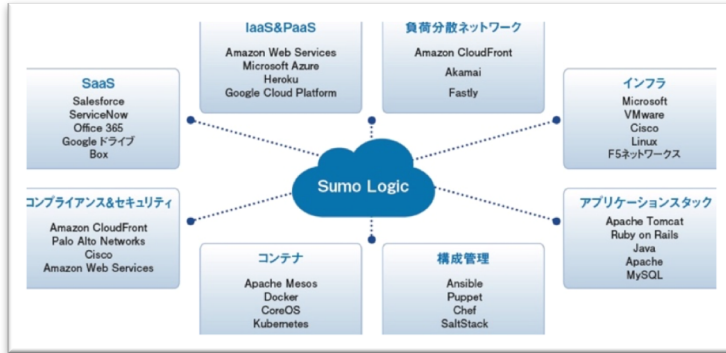 IaaS&PaaS
Amazon Web Services
Microsoft Azure
Heroku
Google Cloud Platform
負荷分散ネットワーク
Amazon CloudFront
Akamai
Fastly
SaaS
Salesforce
ServiceNow
Office 365
Google ドライブ
Box
インフラ
Microsoft
VMware
Cisco
Linux
F5ネットワークス
Sumo Logic
コンプライアンス&セキュリティ
Amazon CloudFront
Palo Alto Networks
Cisco
Amazon Web Services
アプリケーションスタック
Apache Tomcat
Ruby on Rails
Java
Apache
MySQL
コンテナ
Apache Mesos
Docker
CoreOS
Kubernetes
構成管理
Ansible
Puppet
Chef
SaltStack